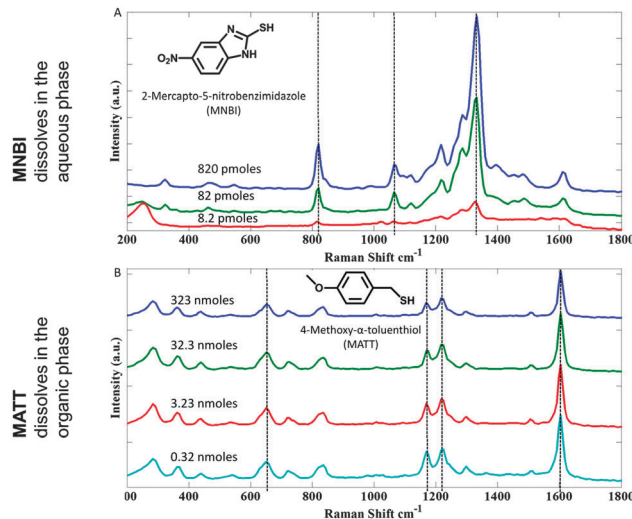 MNBI
dissolves in the
aqueous phase
A
Intensity (a.u.)
SH
N
NH
O₂N
2-Mercapto-5-nitrobenzimidazole
(MNBI)
820 pmoles
82 pmoles
8.2 pmoles
200 400 600 800 1000 1200 1400 1600 1800
Raman Shift cm⁻¹
MATT
dissolves in the
organic phase
B
Intensity (a.u.)
O
SH
4-Methoxy-α-toluenthiol
(MATT)
323 nmoles
32.3 nmoles
3.23 nmoles
0.32 nmoles
200 400 600 800 1000 1200 1400 1600 1800
Raman Shift cm⁻¹